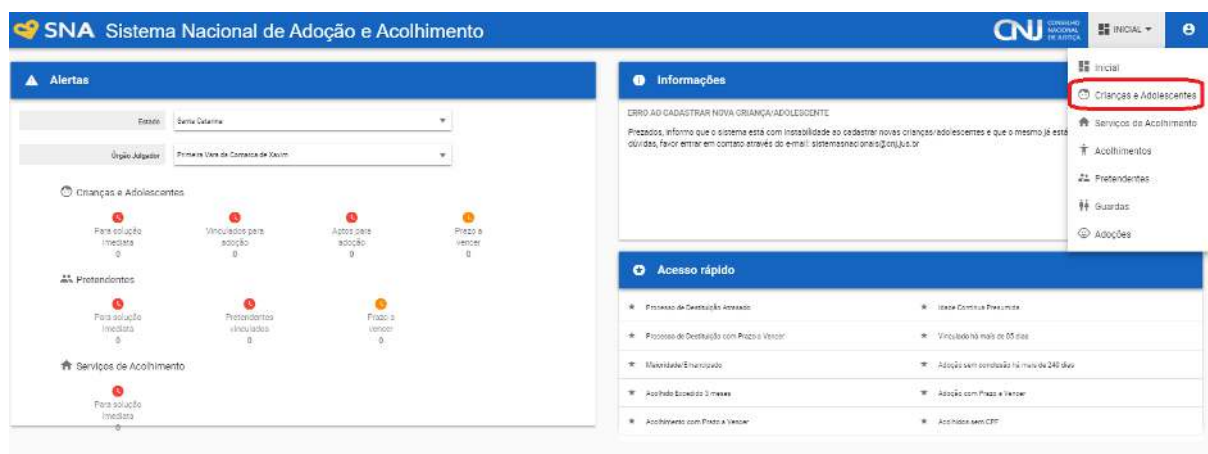 SNA Sistema Nacional de Adoção e Acolhimento
CNJ CONSELHO NACIONAL DE JUSTIÇA
INICIAL
Alertas
Estado
Santa Catarina
Órgão Julgador
Primeira Vara da Comarca de Xaxim
Crianças e Adolescentes
Para solução imediata
0
Vinculados para adoção
0
Aptos para adoção
0
Prazo a vencer
0
Pretendentes
Para solução imediata
0
Pretendentes vinculados
0
Prazo a vencer
0
Serviços de Acolhimento
Para solução imediata
0
Informações
ERRO AO CADASTRAR NOVA CRIANÇA/ADOLESCENTE
Prezados, informo que o sistema está com instabilidade ao cadastrar novas crianças/adolescentes e que o mesmo já está
dúvidas, favor entrar em contato através do e-mail: sistemasnacionais@cnj.jus.br
Inicial
Crianças e Adolescentes
Serviços de Acolhimento
Acolhimentos
Pretendentes
Guardas
Adoções
Acesso rápido
Processo de Destituição Atrasado
Idade Continua Presumida
Processo de Destituição com Prazo a Vencer
Vinculado há mais de 05 dias
Maioridade/Emancipado
Adoção sem conclusão há mais de 240 dias
Acolhido Excedido 3 meses
Adoção com Prazo a Vencer
Acolhimento com Prazo a Vencer
Acolhidos sem CPF